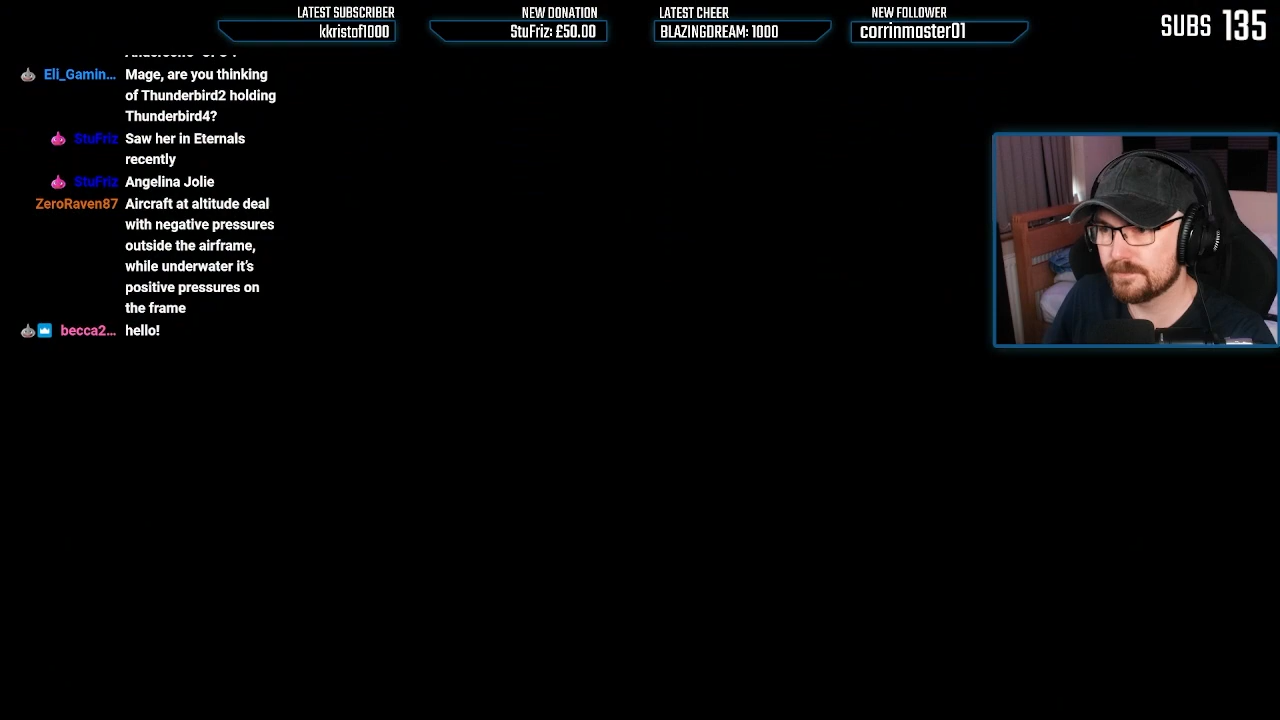 LATEST SUBSCRIBER
kkristof1000
NEW DONATION
StuFriz: £50.00
LATEST CHEER
BLAZINGDREAM: 1000
NEW FOLLOWER
corrinmaster01
SUBS 135
Eli_Gamin… Mage, are you thinking
of Thunderbird2 holding
Thunderbird4?
StuFriz Saw her in Eternals
recently
StuFriz Angelina Jolie
ZeroRaven87 Aircraft at altitude deal
with negative pressures
outside the airframe,
while underwater it’s
positive pressures on
the frame
becca2… hello!